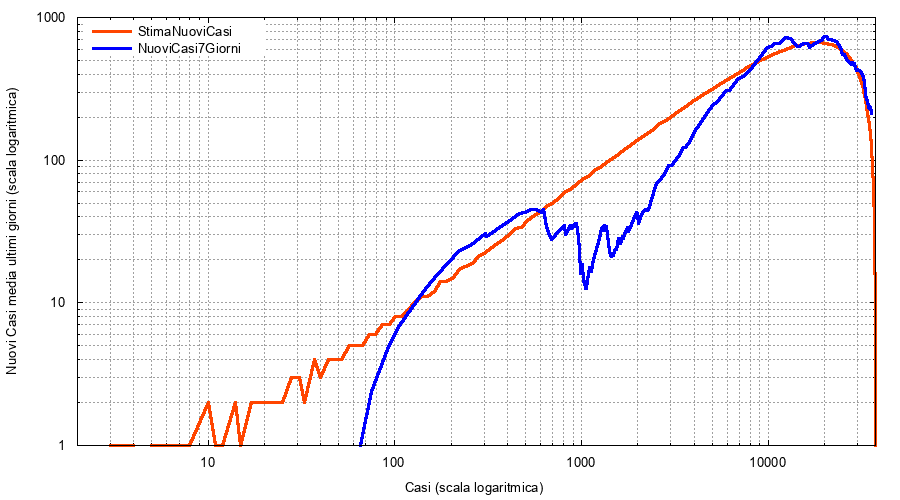 1000
StimaNuoviCasi
NuoviCasi7Giorni
100
10
1
10
100
1000
10000
Nuovi Casi media ultimi giorni (scala logaritmica)
Casi (scala logaritmica)